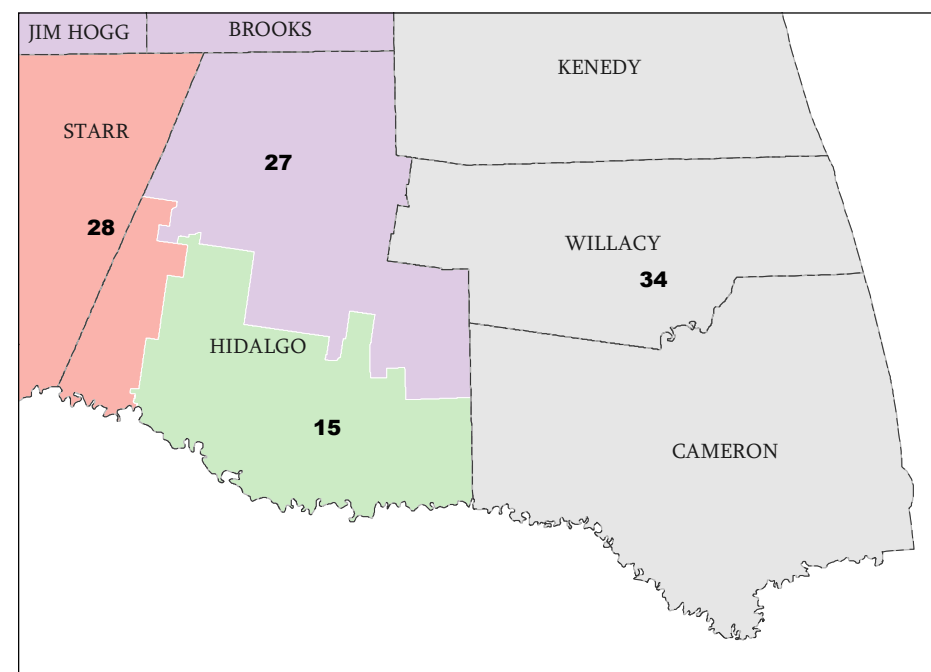 JIM HOGG
BROOKS
KENEDY
STARR
27
28
WILLACY
34
HIDALGO
15
CAMERON